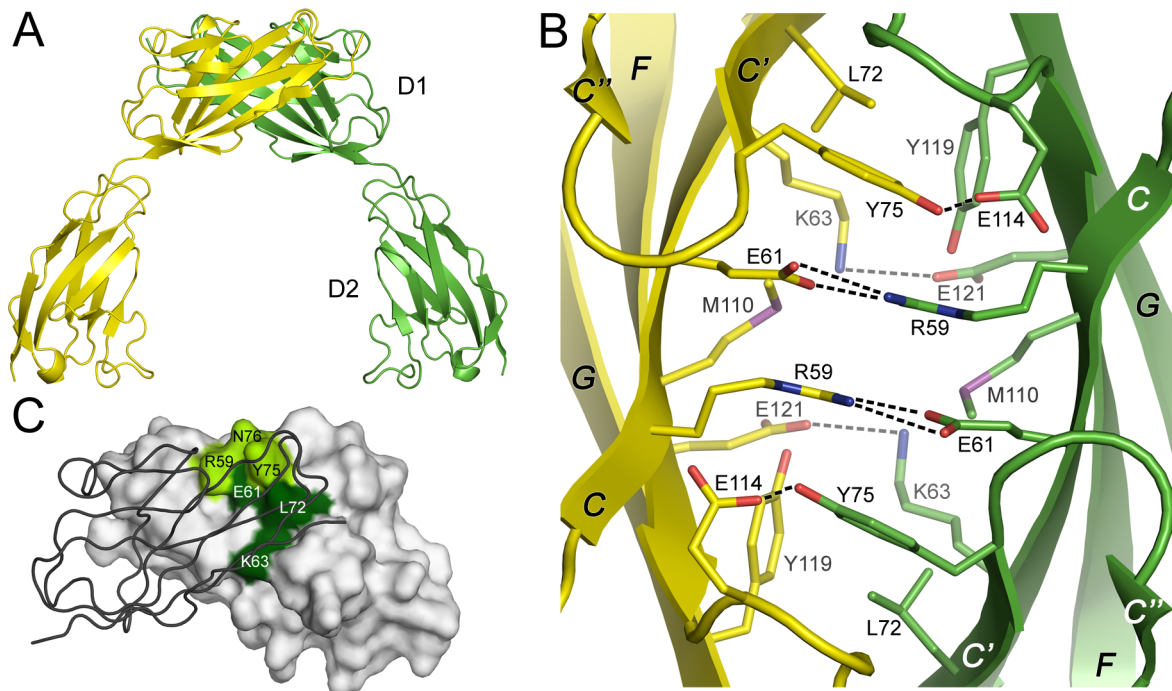 A
D1
D2
B
C''
F
C'
L72
Y119
K63
Y75
E114
C
E61
E121
M110
R59
G
G
R59
M110
E121
E61
E114
Y75
K63
C
Y119
L72
C'
C''
F
C
N76
R59
Y75
E61
L72
K63